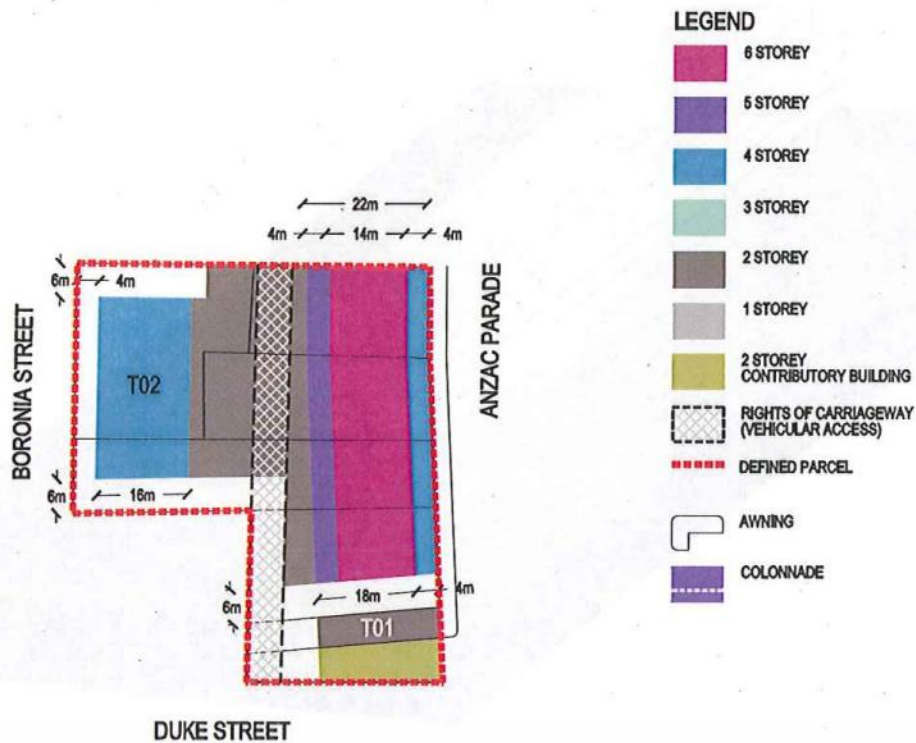 LEGEND
6 STOREY
5 STOREY
4 STOREY
3 STOREY
2 STOREY
1 STOREY
2 STOREY
CONTRIBUTORY BUILDING
RIGHTS OF CARRIAGEWAY
(VEHICULAR ACCESS)
DEFINED PARCEL
AWNING
COLONNADE
22m
4m
14m
4m
6m
4m
BORONIA STREET
T02
ANZAC PARADE
6m
16m
6m
18m
4m
T01
DUKE STREET